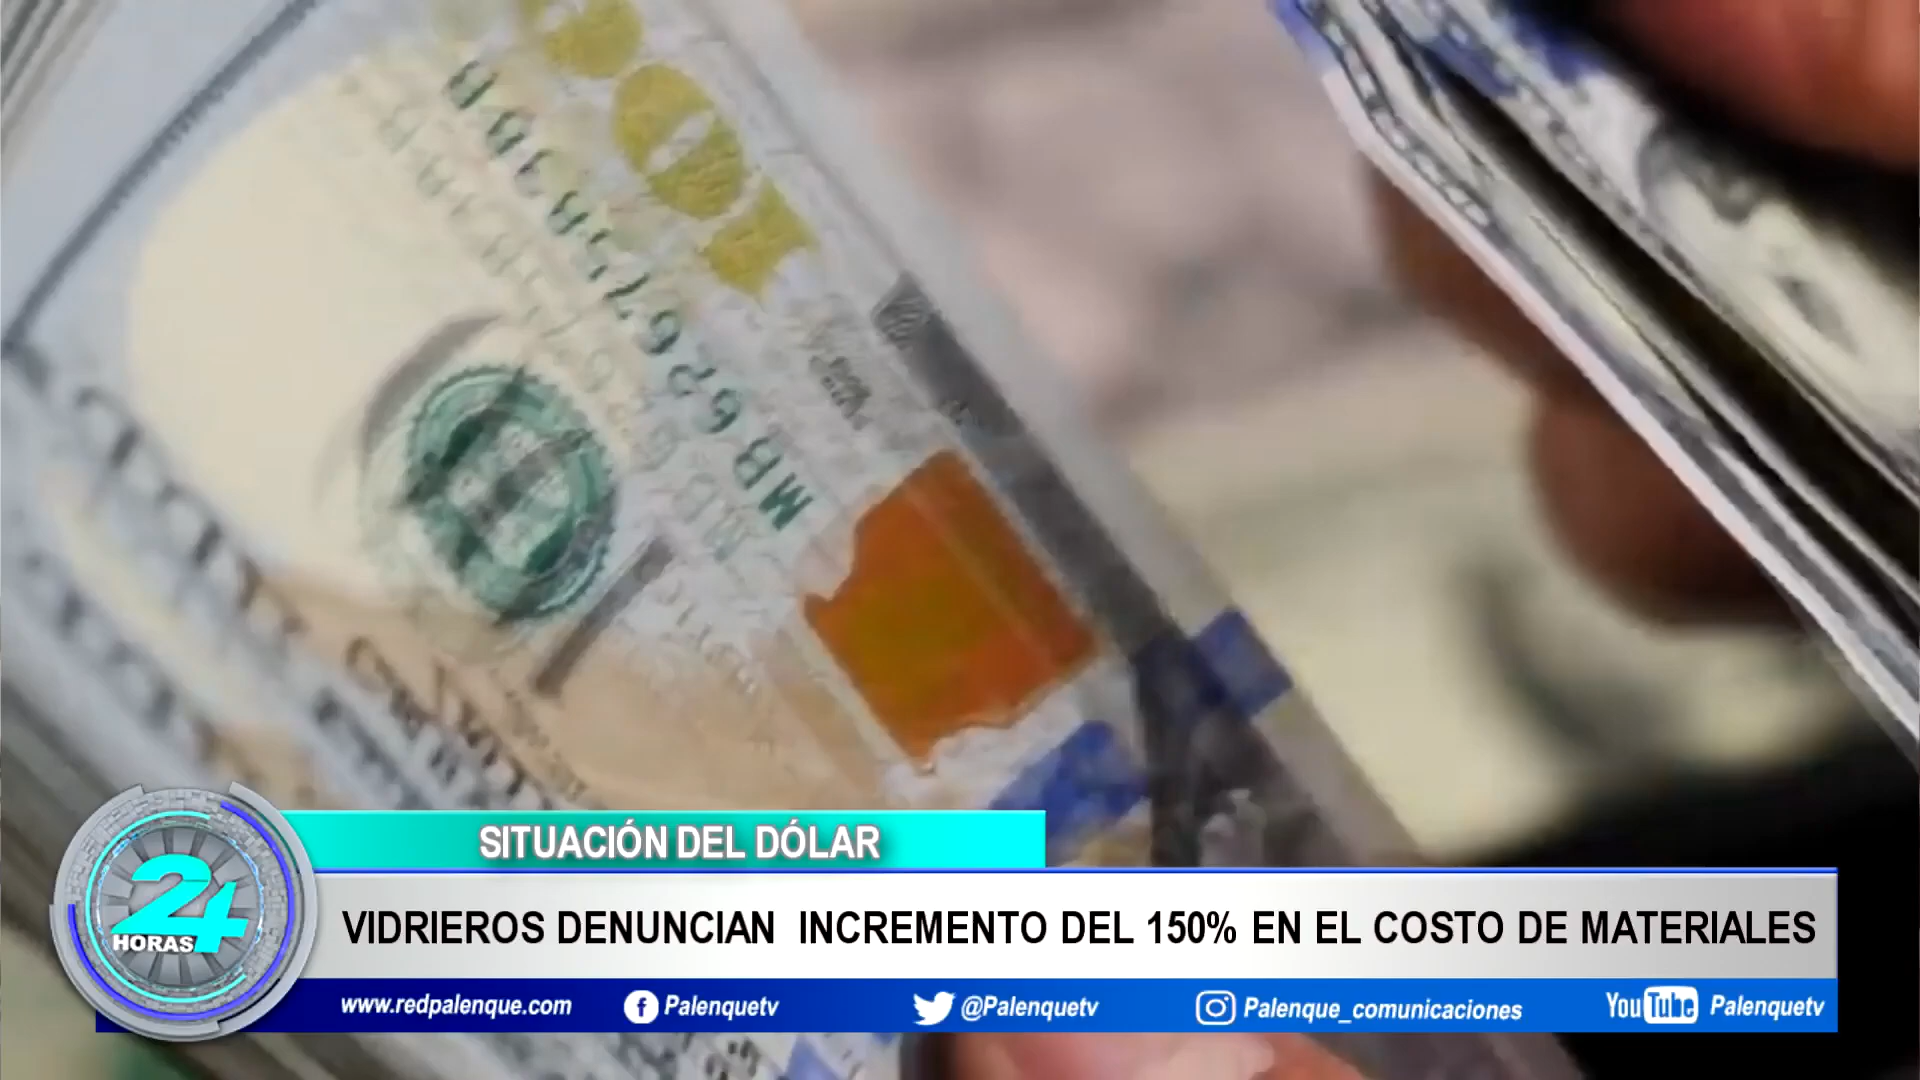 SITUACIÓN DEL DÓLAR
VIDRIEROS DENUNCIAN INCREMENTO DEL 150% EN EL COSTO DE MATERIALES
24
HORAS
www.redpalenque.com
Palenquetv
@Palenquetv
Palenque_comunicaciones
YouTube Palenquetv